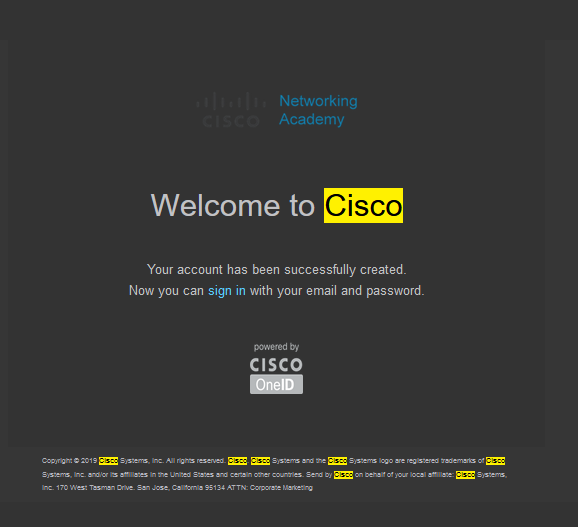 CISCO
Networking
Academy
Welcome to Cisco
Your account has been successfully created.
Now you can sign in with your email and password.
powered by
CISCO
OneID
Copyright © 2019 Cisco Systems, Inc. All rights reserved. Cisco Cisco Systems and the Cisco Systems logo are registered trademarks of Cisco
Systems, Inc. and/or its affiliates in the United States and certain other countries. Send by Cisco on behalf of your local affiliate: Cisco Systems,
Inc. 170 West Tasman Drive. San Jose, California 95134 ATTN: Corporate Marketing